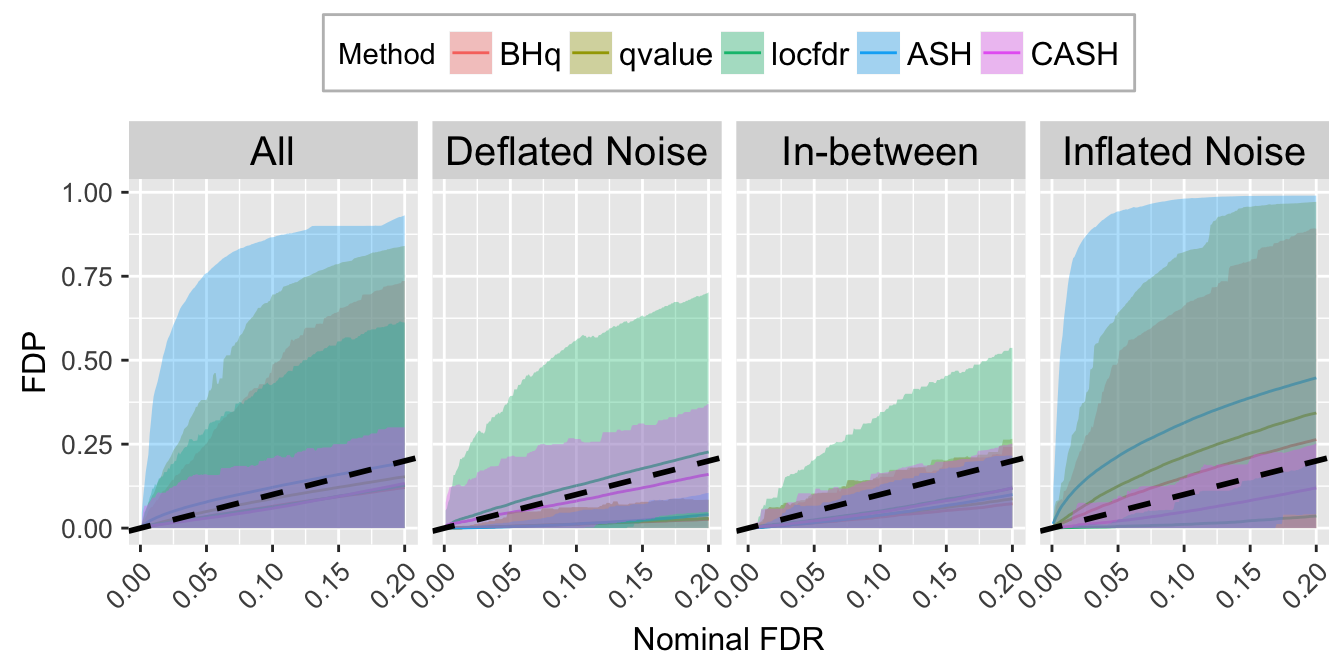 Method BHq qvalue locfdr ASH CASH
All Deflated Noise In-between Inflated Noise
1.00
0.75
0.50
0.25
0.00
FDP
0.00 0.05 0.10 0.15 0.20 0.00 0.05 0.10 0.15 0.20 0.00 0.05 0.10 0.15 0.20 0.00 0.05 0.10 0.15 0.20
Nominal FDR